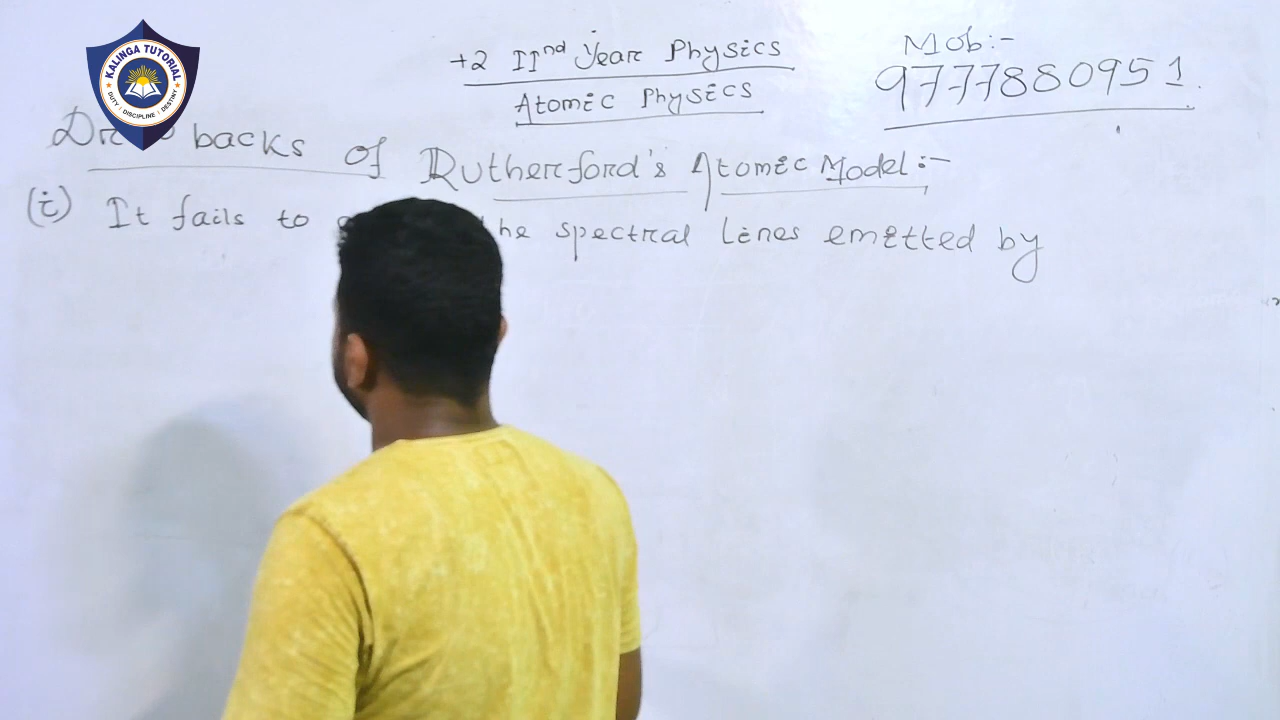 KALINGA TUTORIAL
DUTY | DISCIPLINE | DESTINY
+2 IInd Year Physics
Atomic Physics
Mob:-
9777880951.
backs of Rutherford's Atomic Model:-
(i) It fails to the spectral lines emitted by